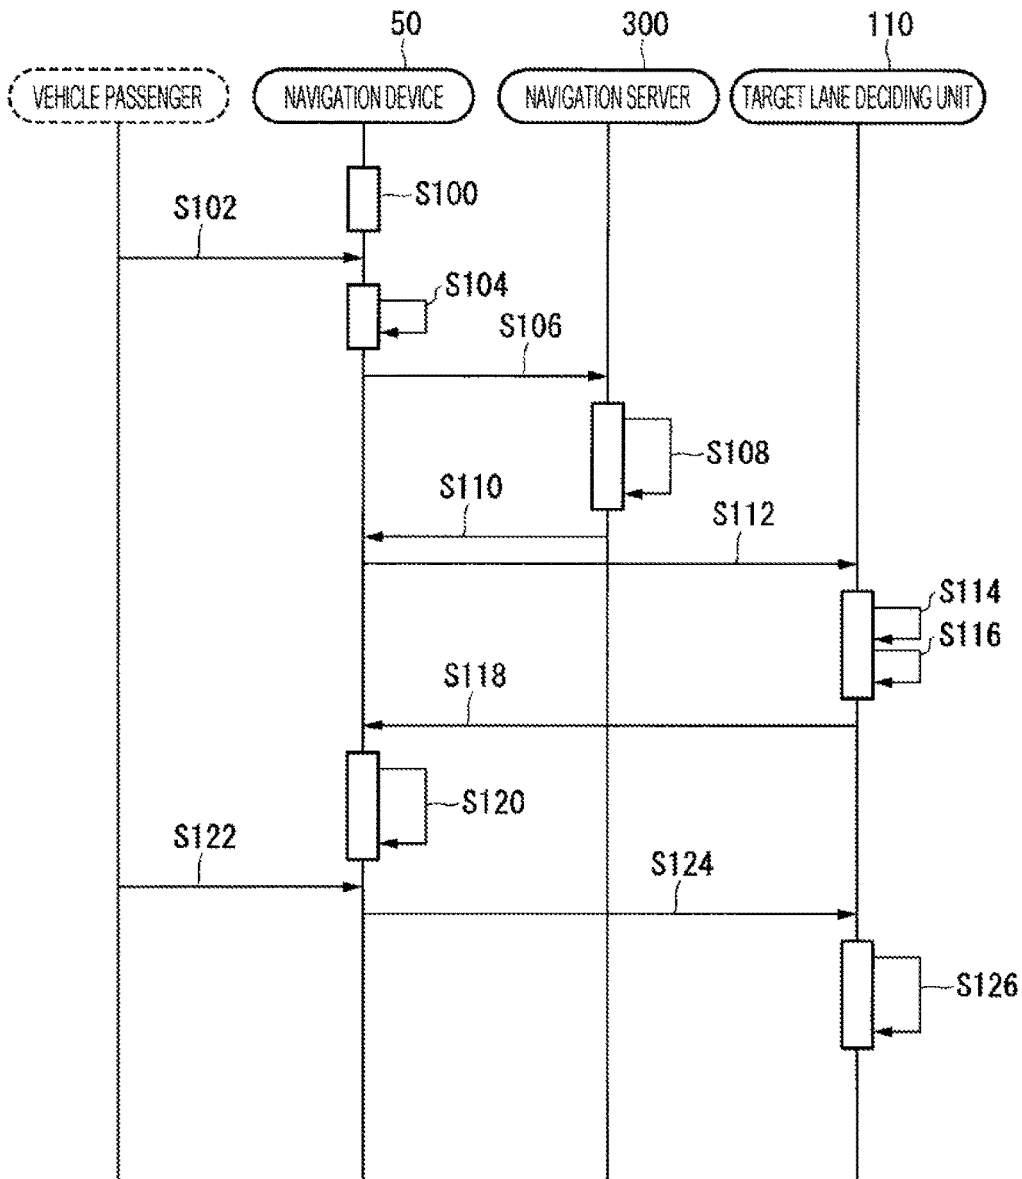 50
300
110
VEHICLE PASSENGER
NAVIGATION DEVICE
NAVIGATION SERVER
TARGET LANE DECIDING UNIT
S100
S102
S104
S106
S108
S110
S112
S114
S116
S118
S120
S122
S124
S126